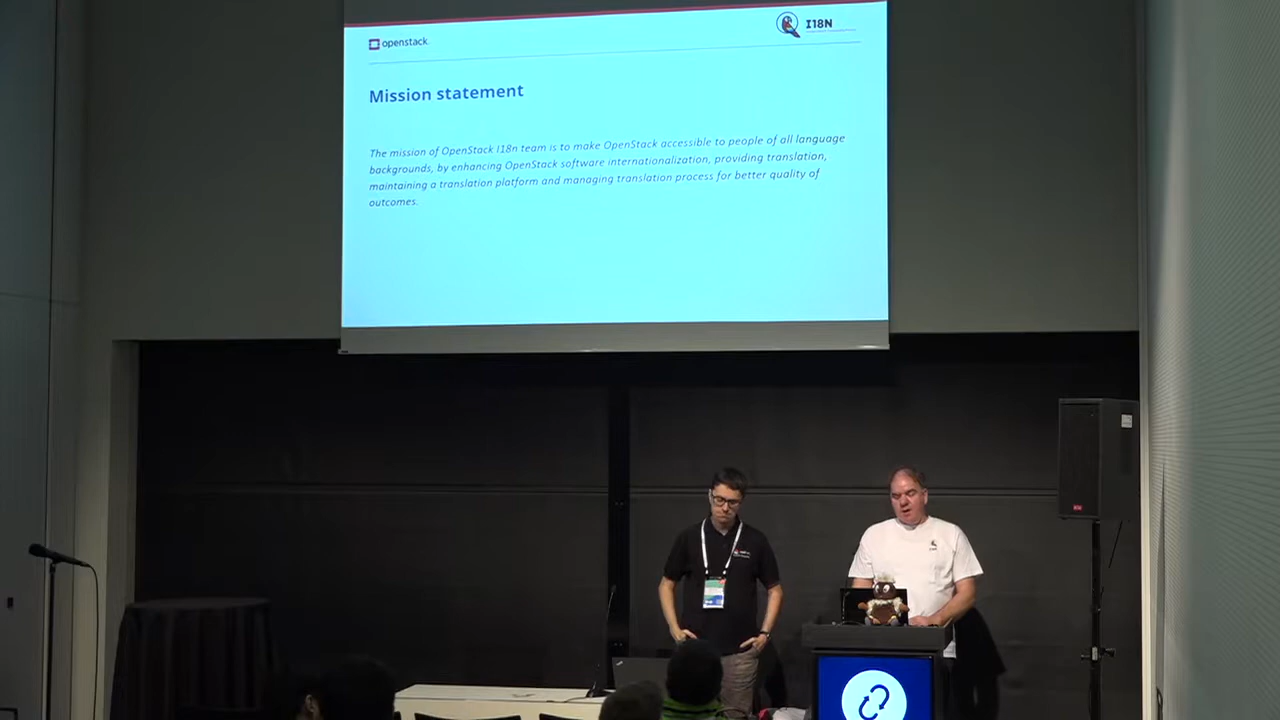 openstack.
I18N
Mission statement
The mission of OpenStack I18n team is to make OpenStack accessible to people of all language
backgrounds, by enhancing OpenStack software internationalization, providing translation,
maintaining a translation platform and managing translation process for better quality of
outcomes.